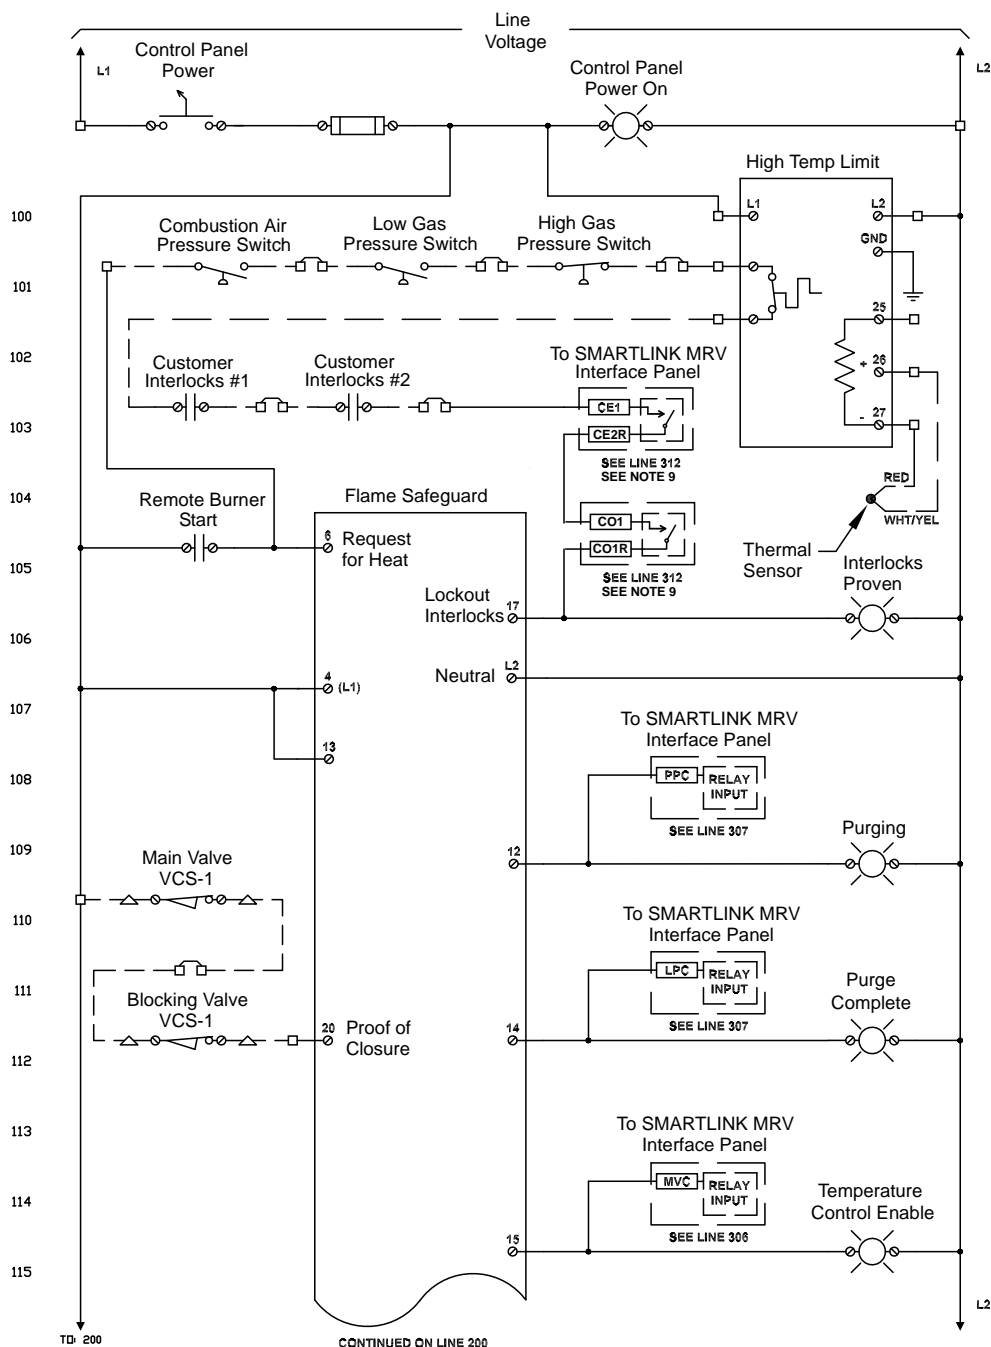 Line
Voltage
Control Panel
Power
L1
Control Panel
Power On
L2
High Temp Limit
100
L1
L2
Combustion Air
Pressure Switch
Low Gas
Pressure Switch
High Gas
Pressure Switch
GND
101
25
102
Customer
Interlocks #1
Customer
Interlocks #2
To SMARTLINK MRV
Interface Panel
+
26
CE1
103
CE2R
-
27
SEE LINE 312
SEE NOTE 9
RED
104
Remote Burner
Start
Flame Safeguard
CO1
WHT/YEL
6
Request
for Heat
CO1R
Thermal
Sensor
Interlocks
Proven
105
SEE LINE 312
SEE NOTE 9
Lockout
Interlocks
17
106
Neutral
L2
4
(L1)
107
To SMARTLINK MRV
Interface Panel
13
108
PPC
RELAY
INPUT
SEE LINE 307
Purging
109
12
Main Valve
VCS-1
110
To SMARTLINK MRV
Interface Panel
LPC
RELAY
INPUT
111
Blocking Valve
VCS-1
Purge
Complete
SEE LINE 307
20
Proof of
Closure
14
112
113
To SMARTLINK MRV
Interface Panel
MVC
RELAY
INPUT
114
Temperature
Control Enable
SEE LINE 306
15
115
L2
TO: 200
CONTINUED ON LINE 200